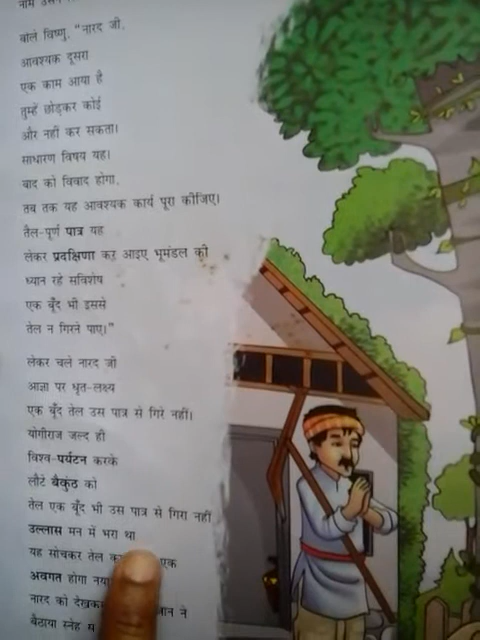 बोले विष्णु, "नारद जी,
आवश्यक दूसरा
एक काम आया है
तुम्हें छोड़कर कोई
और नहीं कर सकता।
साधारण विषय यह।
बाद को विवाद होगा,
तब तक यह आवश्यक कार्य पूरा कीजिए।
तैल-पूर्ण पात्र यह
लेकर प्रदक्षिणा कर आइए भूमंडल की
ध्यान रहे सविशेष
एक बूँद भी इससे
तेल न गिरने पाए।"
लेकर चले नारद जी
आज्ञा पर धृत-लक्ष्य
एक बूँद तेल उस पात्र से गिरे नहीं।
योगीराज जल्द ही
विश्व-पर्यटन करके
लौटे बैकुंठ को
तेल एक बूँद भी उस पात्र से गिरा नहीं
उल्लास मन में भरा था
यह सोचकर तेल एक
अवगत होगा नया
नारद को ने
बैठाया स्नेह